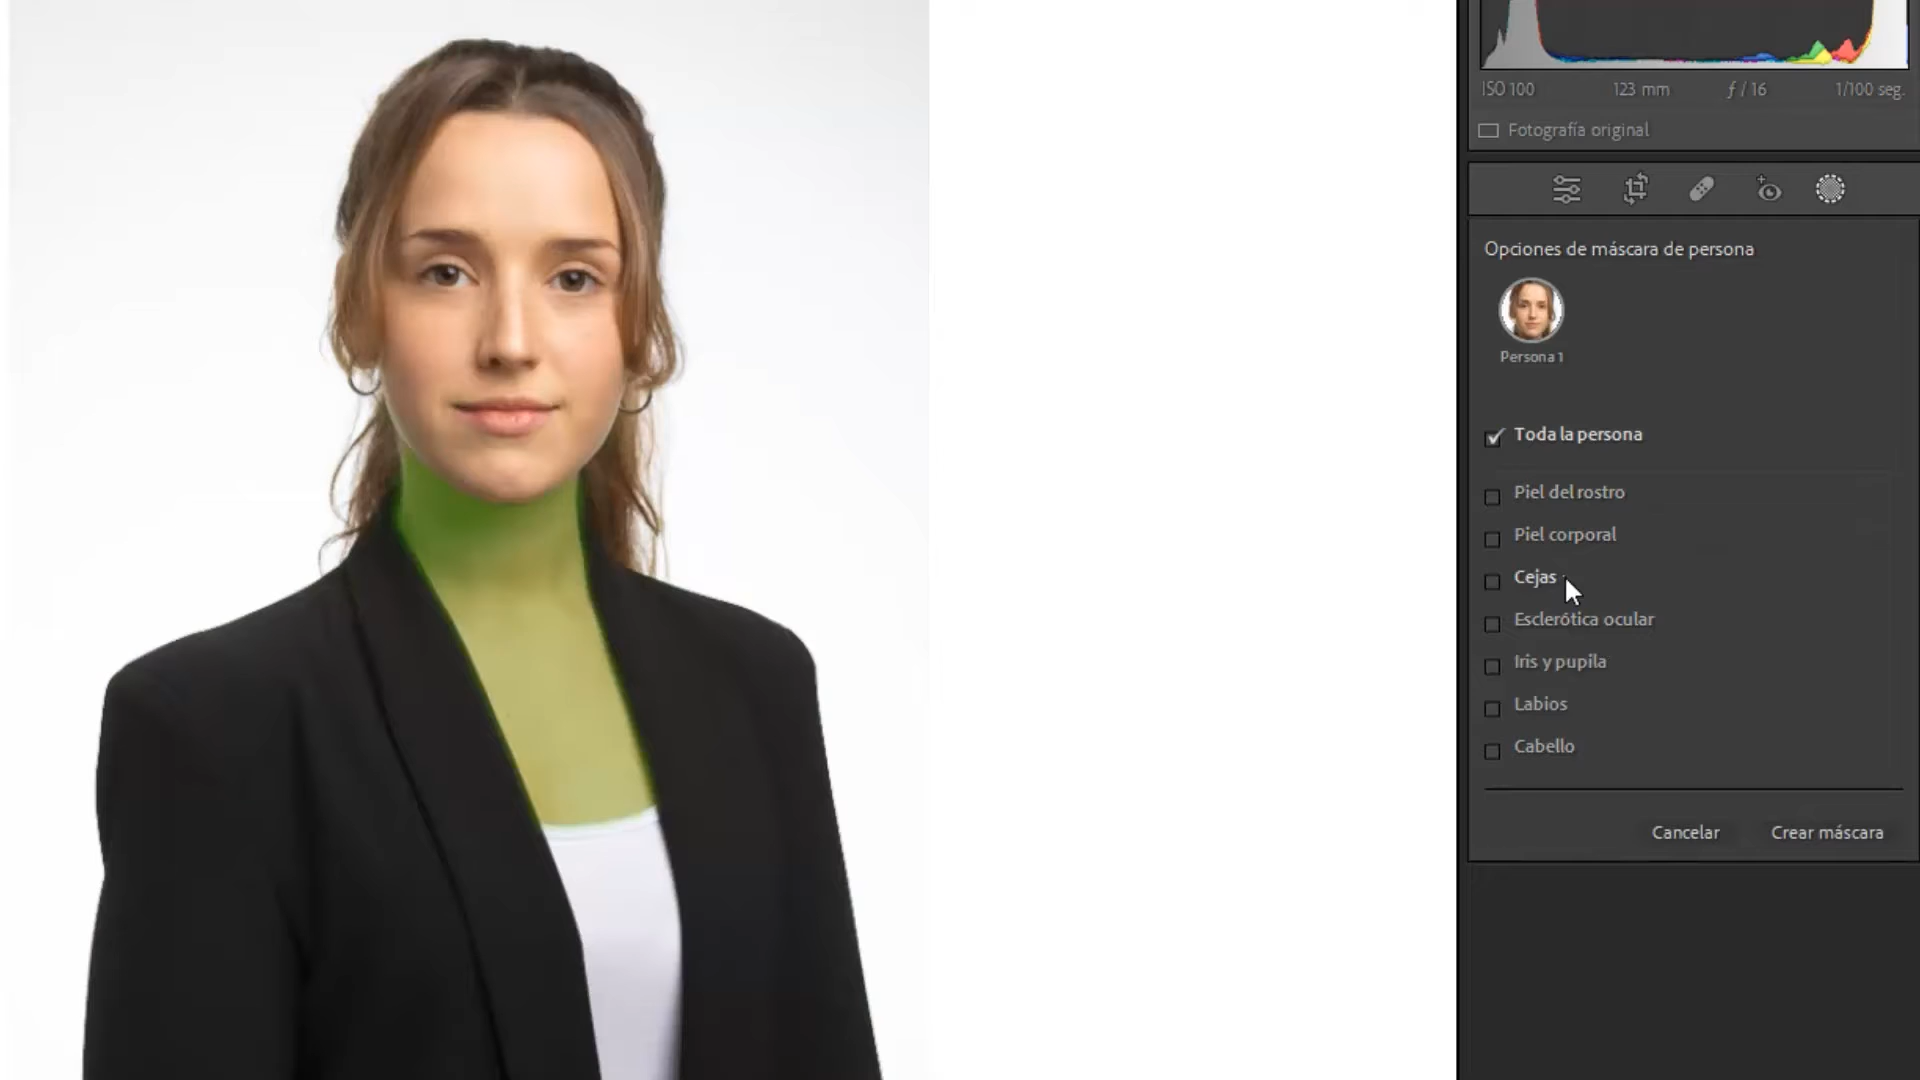 ISO 100 123 mm ƒ / 16 1/100 seg.
Fotografía original
Opciones de máscara de persona
Persona 1
Toda la persona
Piel del rostro
Piel corporal
Cejas
Esclerótica ocular
Iris y pupila
Labios
Cabello
Cancelar Crear máscara